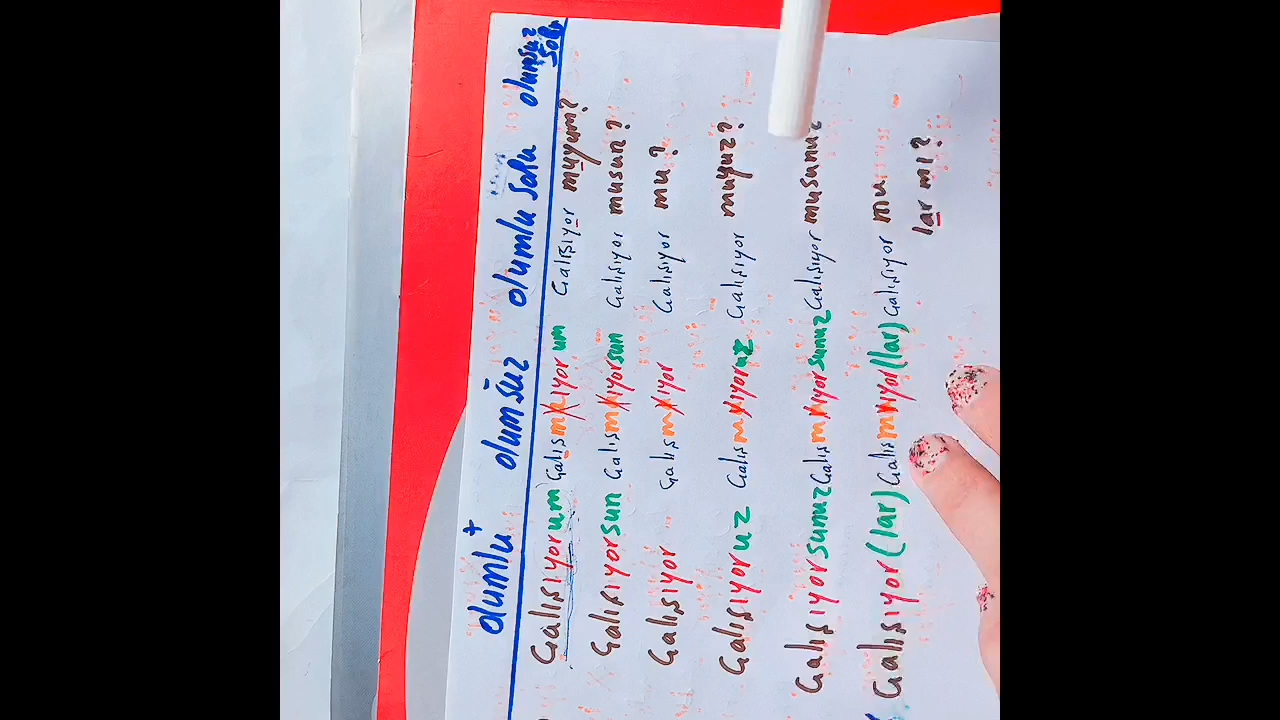 olumlu + olumsuz - olumlu soru olumsuz soru
Çalışıyorum Çalışmıyorum Çalışıyor muyum?
Çalışıyorsun Çalışmıyorsun Çalışıyor musun?
Çalışıyor Çalışmıyor Çalışıyor mu?
Çalışıyoruz Çalışmıyoruz Çalışıyor muyuz?
Çalışıyorsunuz Çalışmıyorsunuz Çalışıyor musunuz?
Çalışıyor(lar) Çalışmıyor(lar) Çalışıyor mu
lar mı?